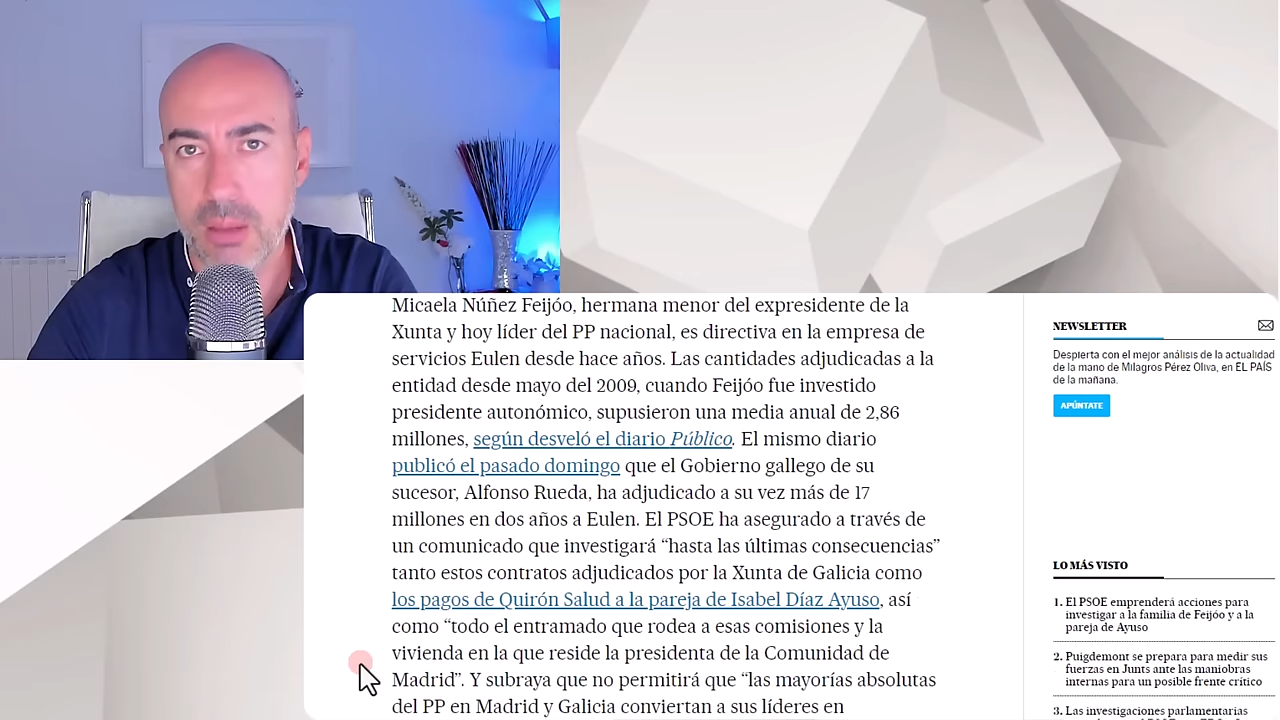 Micaela Núñez Feijóo, hermana menor del expresidente de la
Xunta y hoy líder del PP nacional, es directiva en la empresa de
servicios Eulen desde hace años. Las cantidades adjudicadas a la
entidad desde mayo del 2009, cuando Feijóo fue investido
presidente autonómico, supusieron una media anual de 2,86
millones, según desveló el diario Público. El mismo diario
publicó el pasado domingo que el Gobierno gallego de su
sucesor, Alfonso Rueda, ha adjudicado a su vez más de 17
millones en dos años a Eulen. El PSOE ha asegurado a través de
un comunicado que investigará “hasta las últimas consecuencias”
tanto estos contratos adjudicados por la Xunta de Galicia como
los pagos de Quirón Salud a la pareja de Isabel Díaz Ayuso, así
como “todo el entramado que rodea a esas comisiones y la
vivienda en la que reside la presidenta de la Comunidad de
Madrid”. Y subraya que no permitirá que “las mayorías absolutas
del PP en Madrid y Galicia conviertan a sus líderes en
NEWSLETTER
Despierta con el mejor análisis de la actualidad
de la mano de Milagros Pérez Oliva, en EL PAÍS
de la mañana.
APÚNTATE
LO MÁS VISTO
1. El PSOE emprenderá acciones para
investigar a la familia de Feijóo y a la
pareja de Ayuso
2. Puigdemont se prepara para medir sus
fuerzas en Junts ante las maniobras
internas para un posible frente crítico
3. Las investigaciones parlamentarias